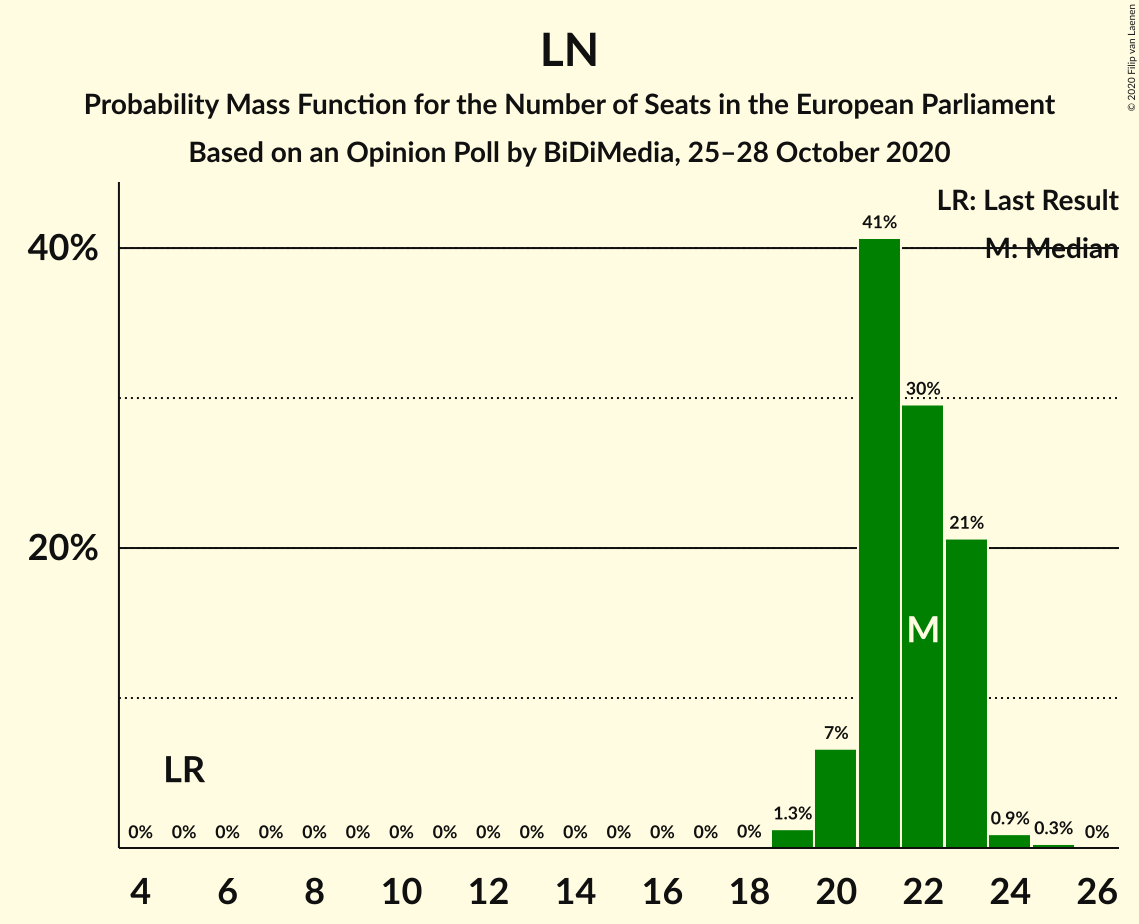 LN
Probability Mass Function for the Number of Seats in the European Parliament
Based on an Opinion Poll by BiDiMedia, 25–28 October 2020
© 2020 Filip van Laenen
LR: Last Result
M: Median
40%
20%
41%
30%
21%
M
7%
LR
0% 0% 0% 0% 0% 0% 0% 0% 0% 0% 0% 0% 0% 0% 0% 1.3% 0.9% 0.3% 0%
4 6 8 10 12 14 16 18 20 22 24 26